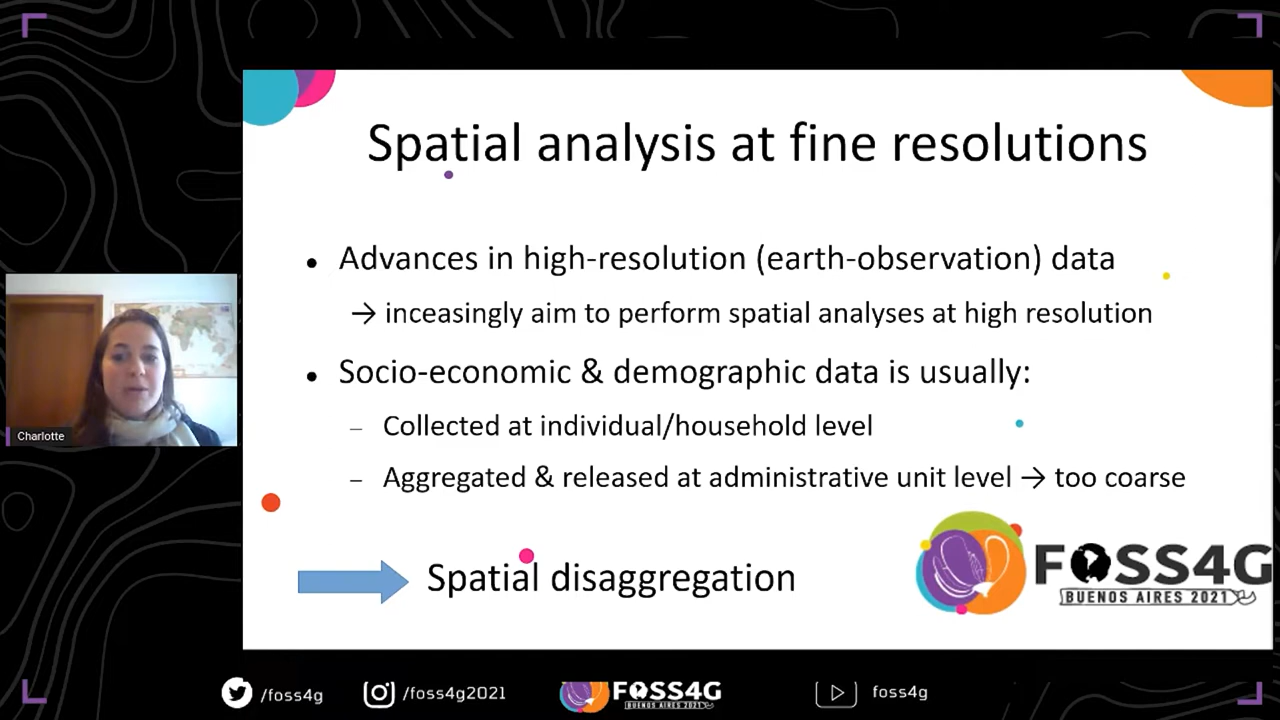 Spatial analysis at fine resolutions
• Advances in high-resolution (earth-observation) data
→ inceasingly aim to perform spatial analyses at high resolution
• Socio-economic & demographic data is usually:
– Collected at individual/household level
– Aggregated & released at administrative unit level → too coarse
Spatial disaggregation
FOSS4G
BUENOS AIRES 2021
Charlotte
/foss4g
/foss4g2021
FOSS4G
BUENOS AIRES 2021
foss4g